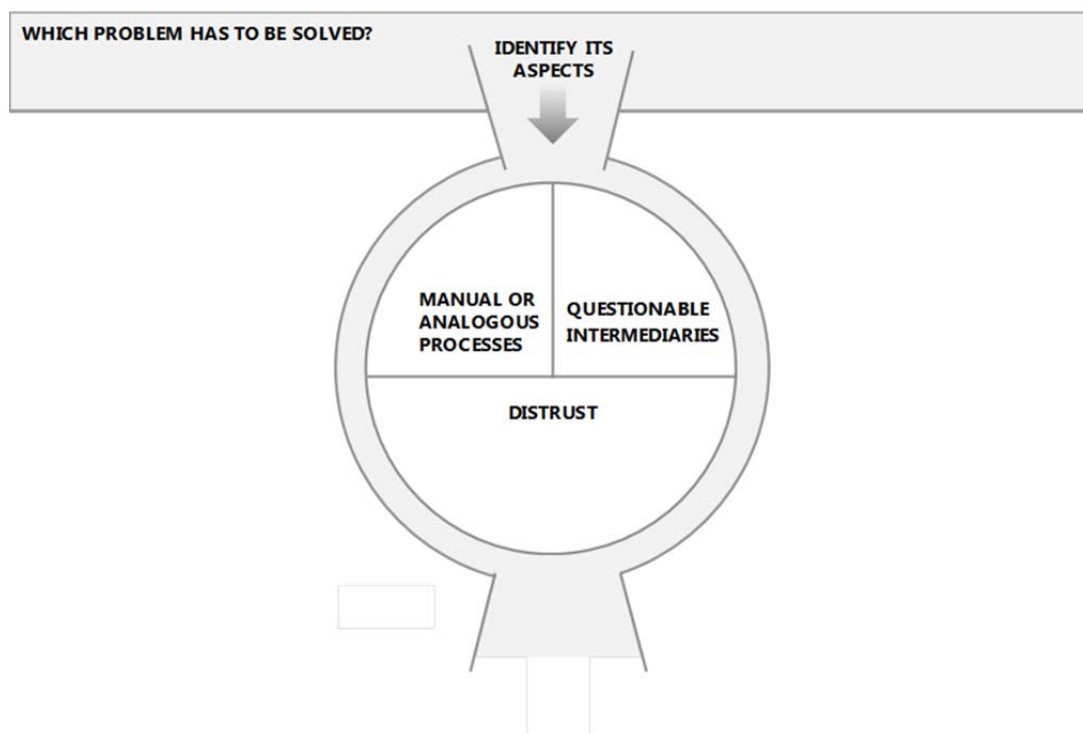 WHICH PROBLEM HAS TO BE SOLVED?
IDENTIFY ITS
ASPECTS
MANUAL OR
ANALOGOUS
PROCESSES
QUESTIONABLE
INTERMEDIARIES
DISTRUST